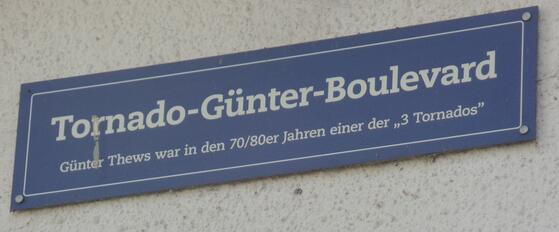 Tornado-Günter-Boulevard
Günter Thews war in den 70/80er Jahren einer der „3 Tornados”